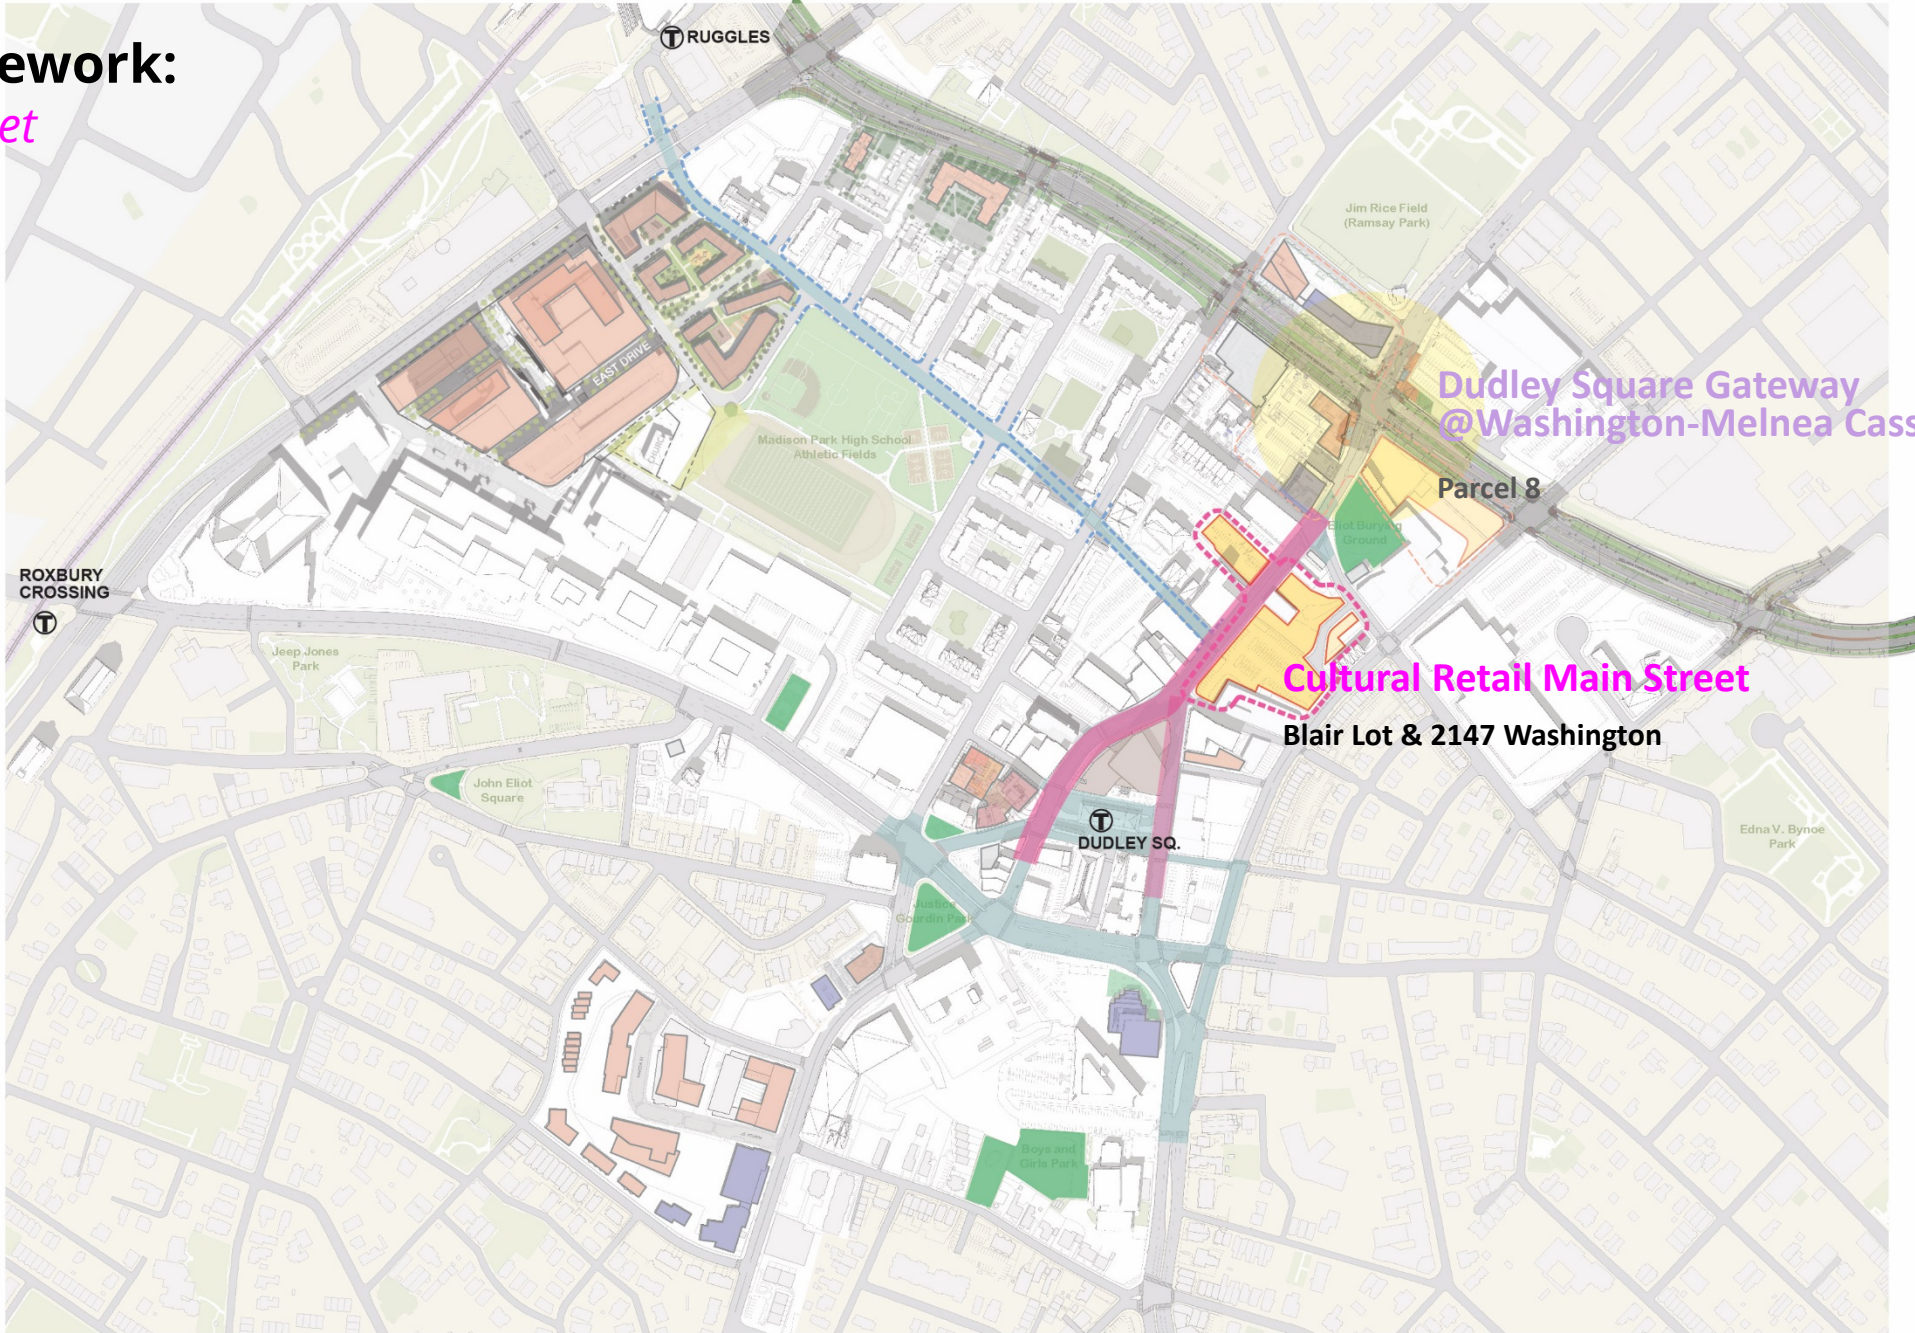 ework:
et
RUGGLES
Jim Rice Field
(Ramsay Park)
EAST DRIVE
Dudley Square Gateway
@Washington-Melnea Cass
Madison Park High School
Athletic Fields
Parcel 8
Eliot Burying
Ground
ROXBURY
CROSSING
Jeep Jones
Park
Cultural Retail Main Street
Blair Lot & 2147 Washington
John Eliot
Square
DUDLEY SQ.
Edna V. Bynoe
Park
Justice
Gourdin Park
Boys and
Girls Park